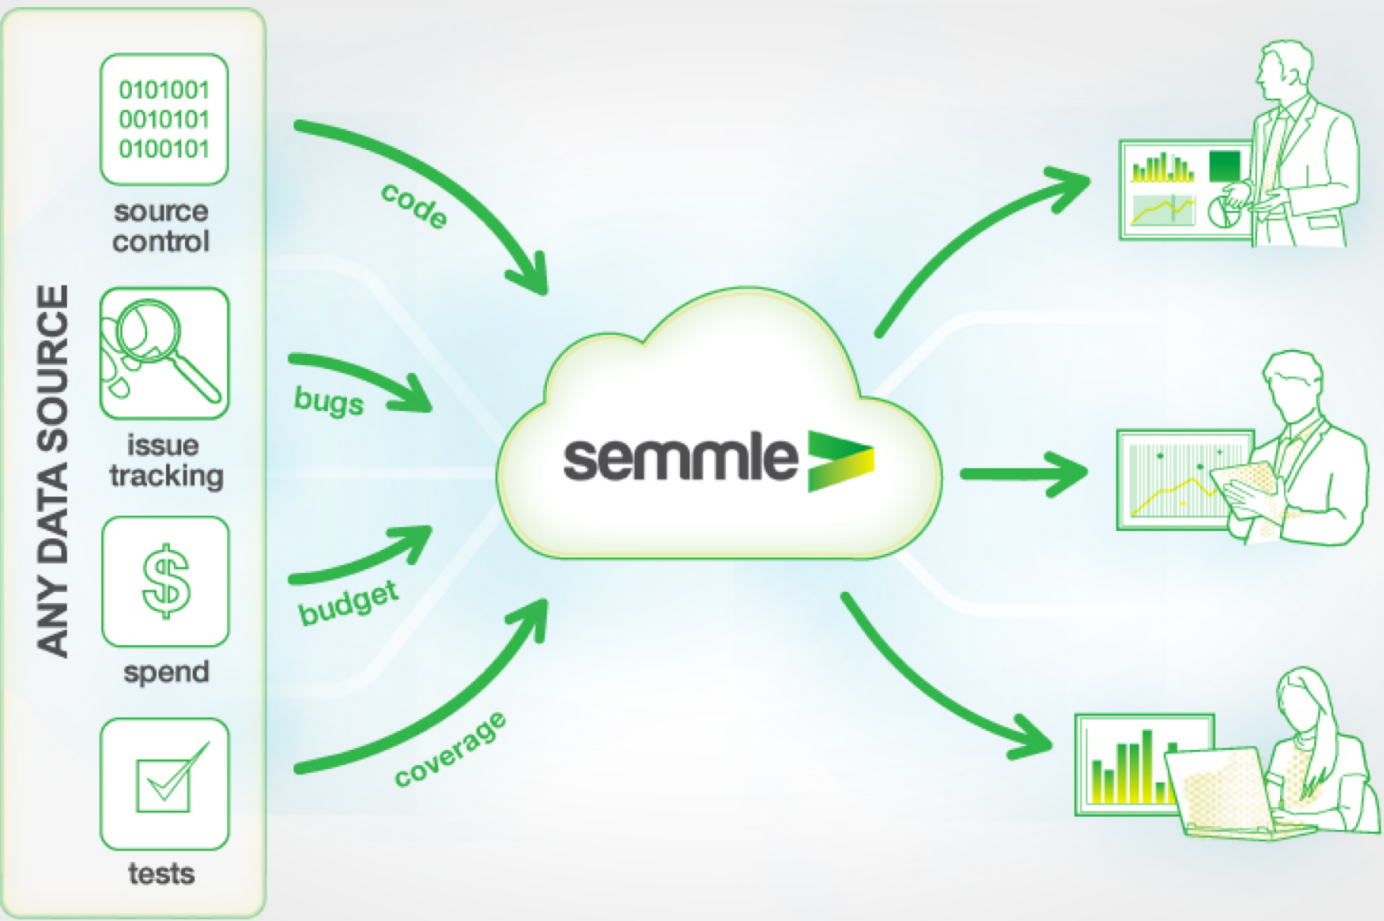 ANY DATA SOURCE
0101001
0010101
0100101
source
control
issue
tracking
spend
tests
code
bugs
budget
coverage
semmle